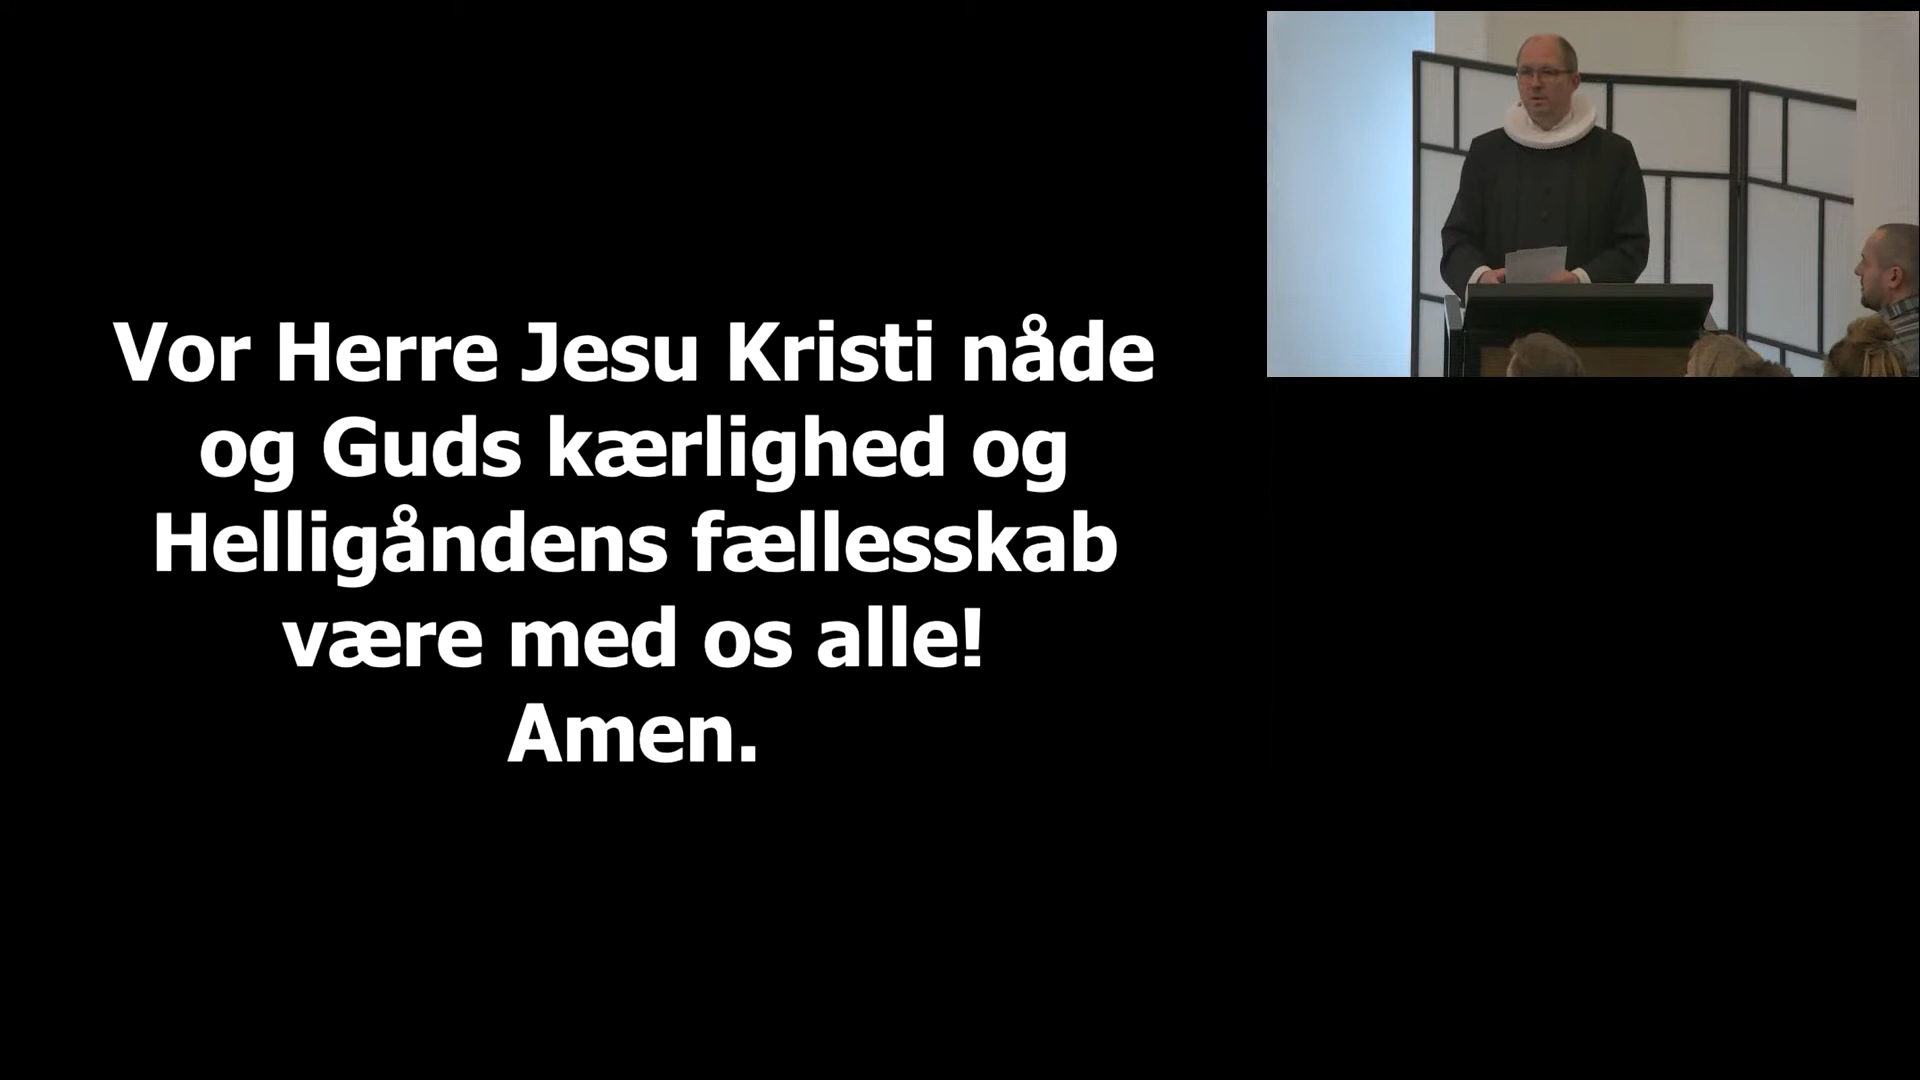 Vor Herre Jesu Kristi nåde
og Guds kærlighed og
Helligåndens fællesskab
være med os alle!
Amen.